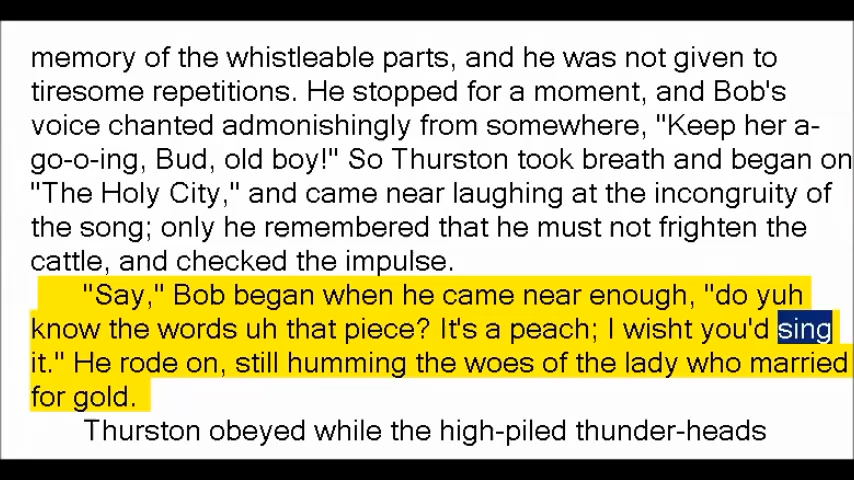 memory of the whistleable parts, and he was not given to
tiresome repetitions. He stopped for a moment, and Bob's
voice chanted admonishingly from somewhere, "Keep her a-
go-o-ing, Bud, old boy!" So Thurston took breath and began on
"The Holy City," and came near laughing at the incongruity of
the song; only he remembered that he must not frighten the
cattle, and checked the impulse.
"Say," Bob began when he came near enough, "do yuh
know the words uh that piece? It's a peach; I wisht you'd sing
it." He rode on, still humming the woes of the lady who married
for gold.
Thurston obeyed while the high-piled thunder-heads